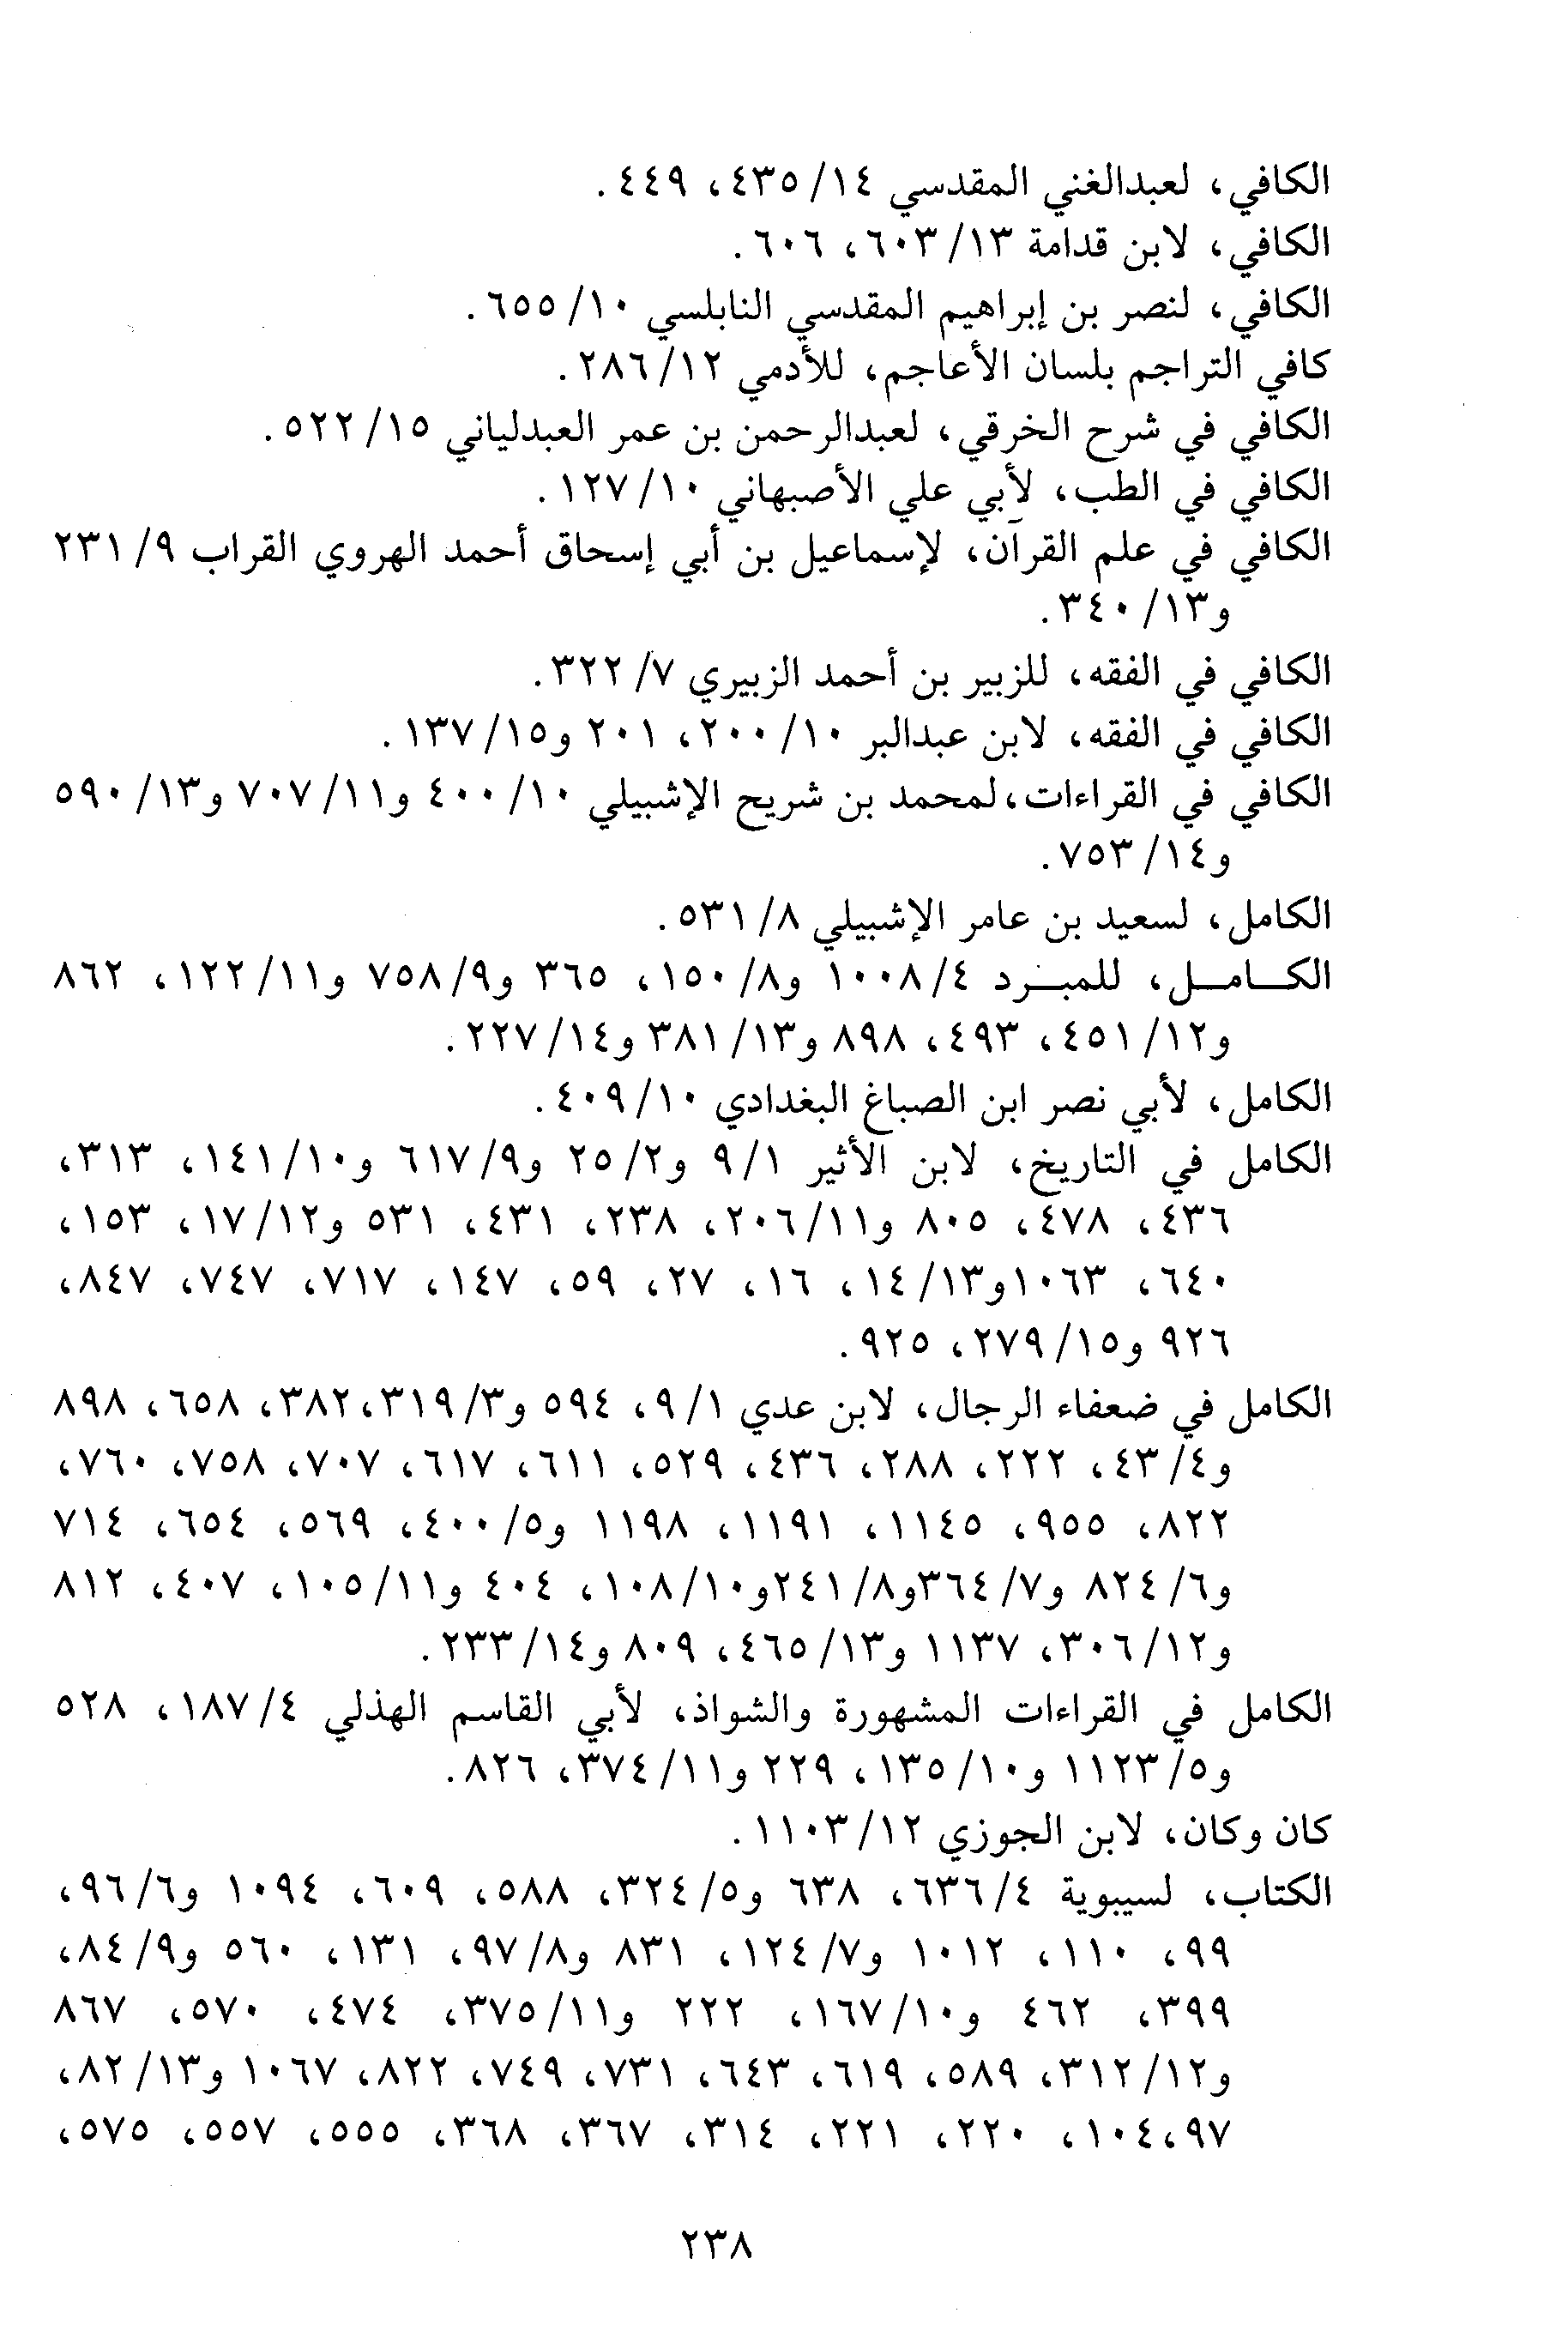 الكافي، لعبدالغني المقدسي ١٤/ ٤٣٥، ٤٤٩.
الكافي، لابن قدامة ١٣/ ٦٠٣، ٦٠٦.
الكافي، لنصر بن إبراهيم المقدسي النابلسي ١٠/ ٦٥٥.
كافي التراجم بلسان الأعاجم، للأدمي ١٢/ ٢٨٦.
الكافي في شرح الخرقي، لعبدالرحمن بن عمر العبدلياني ١٥/ ٥٢٢.
الكافي في الطب، لأبي علي الأصبهاني ١٠/ ١٢٧.
الكافي في علم القرآن، لإسماعيل بن أبي إسحاق أحمد الهروي القراب ٩/ ٢٣١
و١٣/ ٣٤٠.
الكافي في الفقه، للزبير بن أحمد الزبيري ٧/ ٣٢٢.
الكافي في الفقه، لابن عبدالبر ١٠/ ٢٠٠، ٢٠١ و١٥/ ١٣٧.
الكافي في القراءات، لمحمد بن شريح الإشبيلي ١٠/ ٤٠٠ و١١/ ٧٠٧ و١٣/ ٥٩٠
و١٤/ ٧٥٣.
الكامل، لسعيد بن عامر الإشبيلي ٨/ ٥٣١.
الكـامـل، للمبـرد ٤/ ١٠٠٨ و٨/ ١٥٠، ٣٦٥ و٩/ ٧٥٨ و١١/ ١٢٢، ٨٦٢
و١٢/ ٤٥١، ٤٩٣، ٨٩٨ و١٣/ ٣٨١ و١٤/ ٢٢٧.
الكامل، لأبي نصر ابن الصباغ البغدادي ١٠/ ٤٠٩.
الكامل في التاريخ، لابن الأثير ١/ ٩ و٢/ ٢٥ و٩/ ٦١٧ و١٠/ ١٤١، ٣١٣،
٤٣٦، ٤٧٨، ٨٠٥ و١١/ ٢٠٦، ٢٣٨، ٤٣١، ٥٣١ و١٢/ ١٧، ١٥٣،
٦٤٠، ١٠٦٣و١٣/ ١٤، ١٦، ٢٧، ٥٩، ١٤٧، ٧١٧، ٧٤٧، ٨٤٧،
٩٢٦ و١٥/ ٢٧٩، ٩٢٥.
الكامل في ضعفاء الرجال، لابن عدي ١/ ٩، ٥٩٤ و٣/ ٣١٩، ٣٨٢، ٦٥٨، ٨٩٨
و٤/ ٤٣، ٢٢٢، ٢٨٨، ٤٣٦، ٥٢٩، ٦١١، ٦١٧، ٧٠٧، ٧٥٨، ٧٦٠،
٨٢٢، ٩٥٥، ١١٤٥، ١١٩١، ١١٩٨ و٥/ ٤٠٠، ٥٦٩، ٦٥٤، ٧١٤
و٦/ ٨٢٤ و٧/ ٣٦٤و٨/ ٢٤١و١٠/ ١٠٨، ٤٠٤ و١١/ ١٠٥، ٤٠٧، ٨١٢
و١٢/ ٣٠٦، ١١٣٧ و١٣/ ٤٦٥، ٨٠٩ و١٤/ ٢٣٣.
الكامل في القراءات المشهورة والشواذ، لأبي القاسم الهذلي ٤/ ١٨٧، ٥٢٨
و٥/ ١١٢٣ و١٠/ ١٣٥، ٢٢٩ و١١/ ٣٧٤، ٨٢٦.
كان وكان، لابن الجوزي ١٢/ ١١٠٣.
الكتاب، لسيبوية ٤/ ٦٣٦، ٦٣٨ و٥/ ٣٢٤، ٥٨٨، ٦٠٩، ١٠٩٤ و٦/ ٩٦،
٩٩، ١١٠، ١٠١٢ و٧/ ١٢٤، ٨٣١ و٨/ ٩٧، ١٣١، ٥٦٠ و٩/ ٨٤،
٣٩٩، ٤٦٢ و١٠/ ١٦٧، ٢٢٢ و١١/ ٣٧٥، ٤٧٤، ٥٧٠، ٨٦٧
و١٢/ ٣١٢، ٥٨٩، ٦١٩، ٦٤٣، ٧٣١، ٧٤٩، ٨٢٢، ١٠٦٧ و١٣/ ٨٢،
٩٧، ١٠٤، ٢٢٠، ٢٢١، ٣١٤، ٣٦٧، ٣٦٨، ٥٥٥، ٥٥٧، ٥٧٥،
٢٣٨